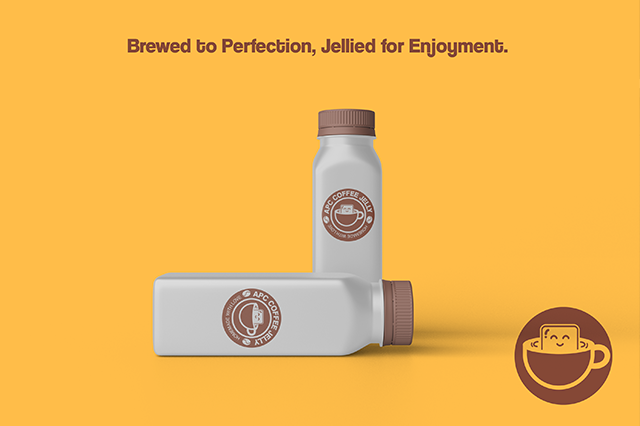 Brewed to Perfection, Jellied for Enjoyment.
APC COFFEE JELLY
APC COFFEE JELLY